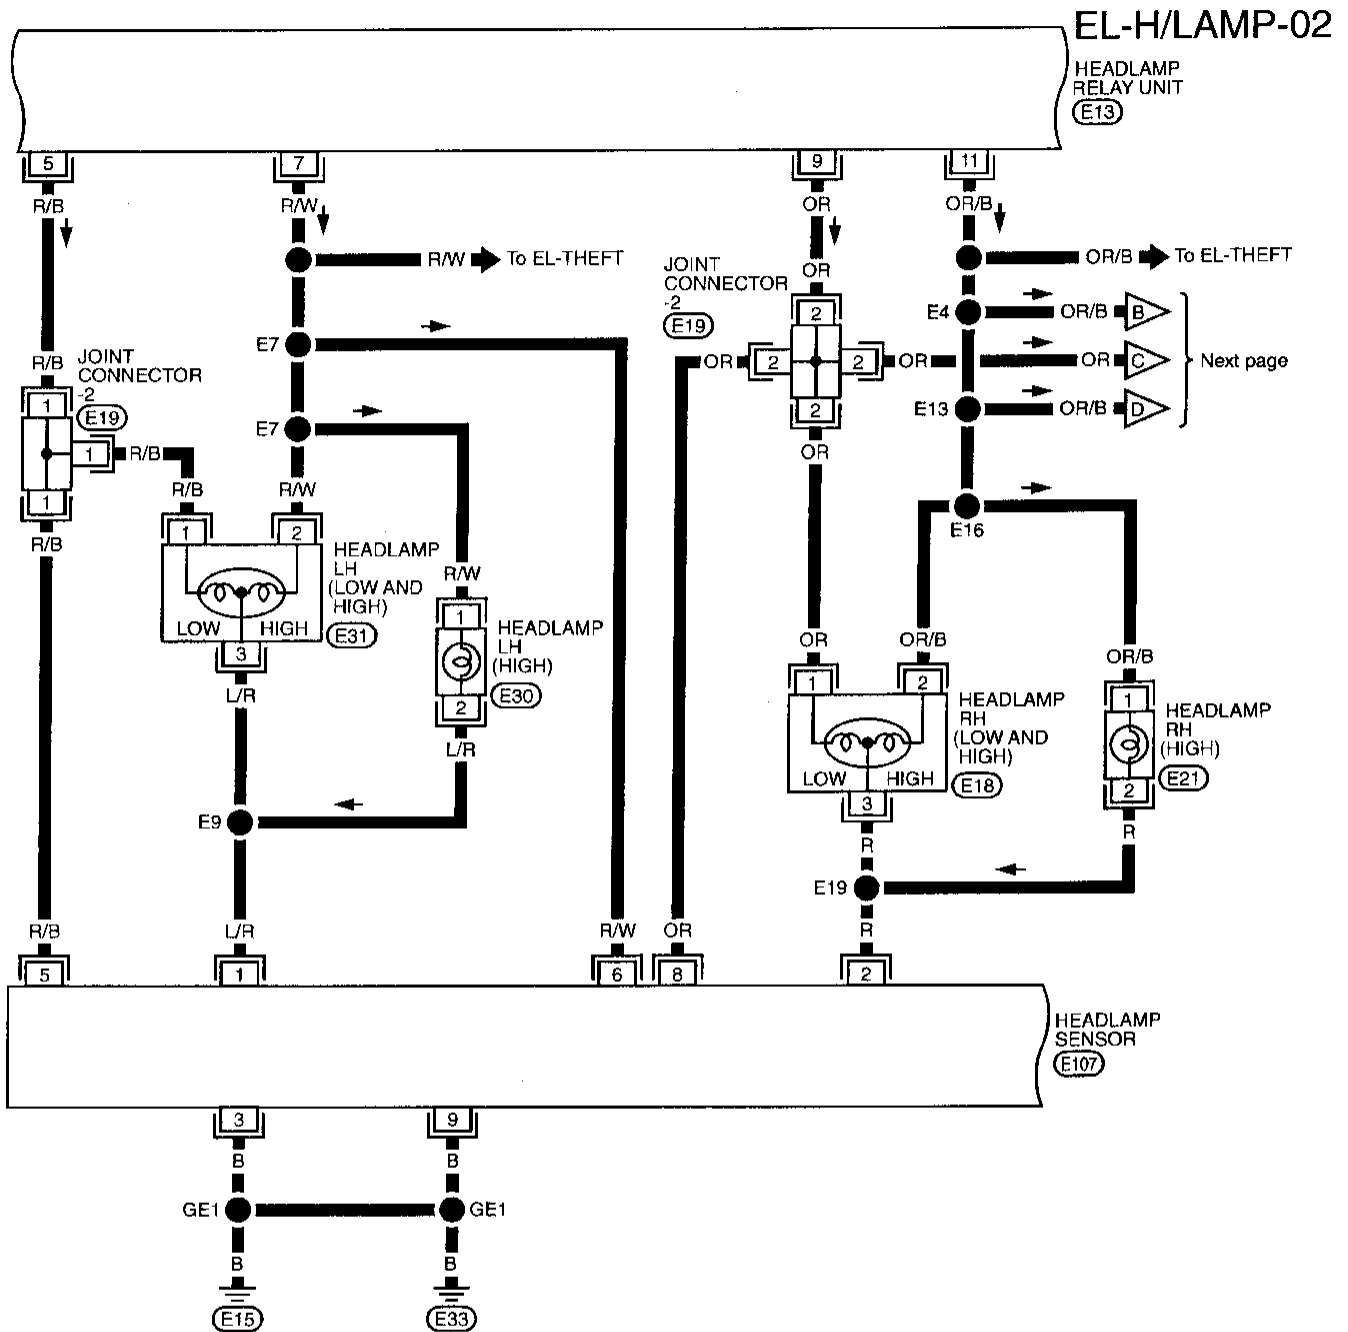 EL-H/LAMP-02
HEADLAMP
RELAY UNIT
E13
5
7
9
11
R/B
R/W
OR
OR/B
R/W
To EL-THEFT
OR/B
To EL-THEFT
OR
JOINT
CONNECTOR
-2
E19
2
E4
OR/B
B
E7
R/B
JOINT
CONNECTOR
-2
E19
1
OR
2
2
OR
OR
C
Next page
2
E13
OR/B
D
E7
OR
1
R/B
R/B
R/W
1
R/B
1
2
E16
HEADLAMP
LH
(LOW AND
HIGH)
E31
LOW
HIGH
3
L/R
R/W
1
HEADLAMP
LH
(HIGH)
E30
2
L/R
OR
OR/B
OR/B
1
2
HEADLAMP
RH
(LOW AND
HIGH)
E18
LOW
HIGH
3
1
HEADLAMP
RH
(HIGH)
E21
2
R
R
E9
E19
R/B
L/R
R/W
OR
R
5
1
6
8
2
HEADLAMP
SENSOR
E107
3
9
B
B
GE1
GE1
B
B
E15
E33